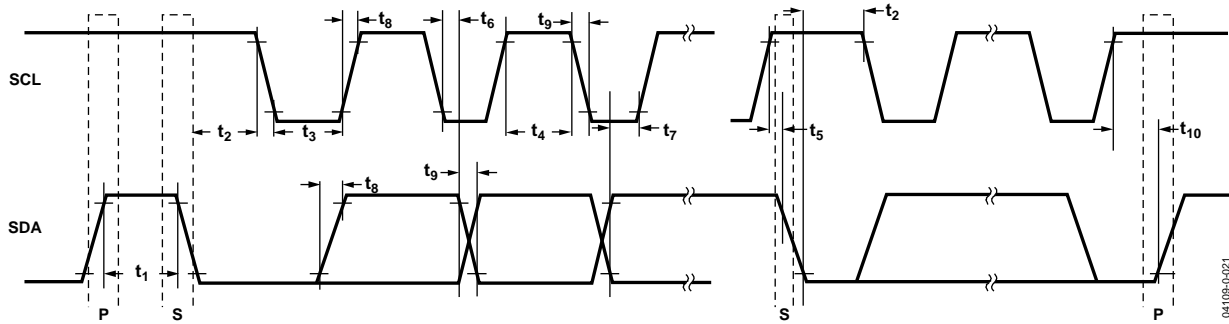 t8 t6 t9 t2
SCL
t2 t3 t4 t7 t5 t10
t9
t8
SDA
t1
P S S P
04109-0-021